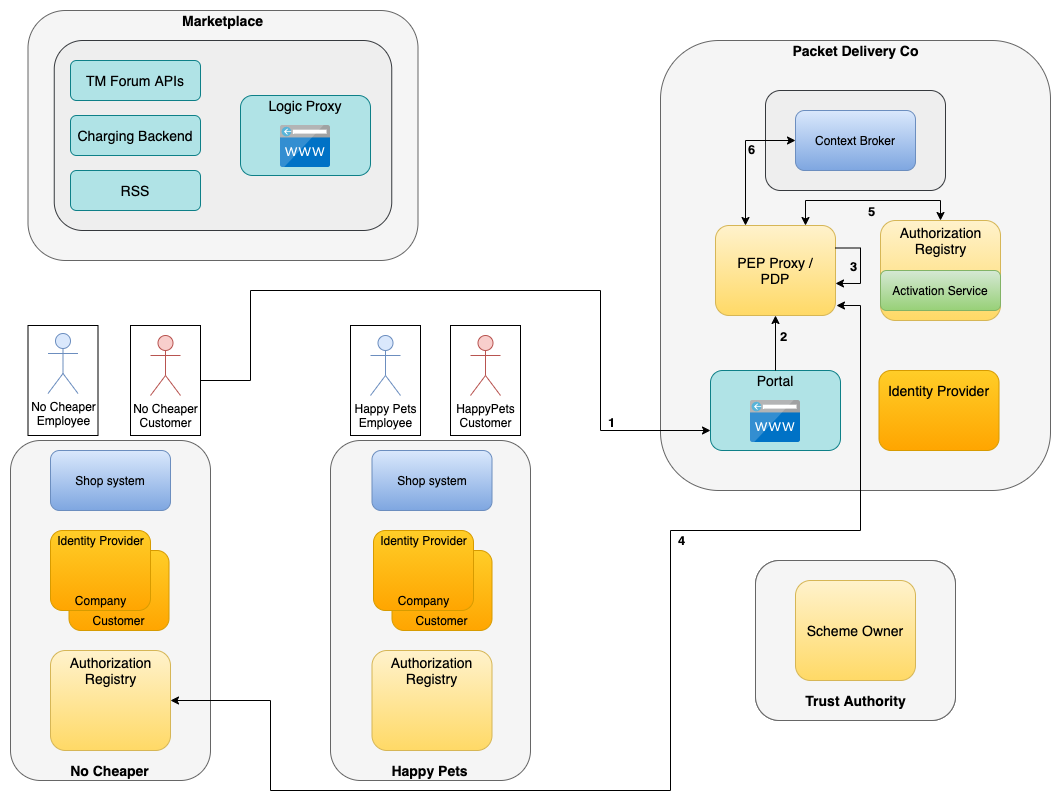 Marketplace
TM Forum APIs
Charging Backend
RSS
Logic Proxy
WWW
Packet Delivery Co
Context Broker
6
5
PEP Proxy /
PDP
3
Authorization
Registry
Activation Service
2
Portal
WWW
Identity Provider
1
4
No Cheaper
Employee
No Cheaper
Customer
Happy Pets
Employee
HappyPets
Customer
Shop system
Identity Provider
Company
Customer
Authorization
Registry
No Cheaper
Shop system
Identity Provider
Company
Customer
Authorization
Registry
Happy Pets
Scheme Owner
Trust Authority